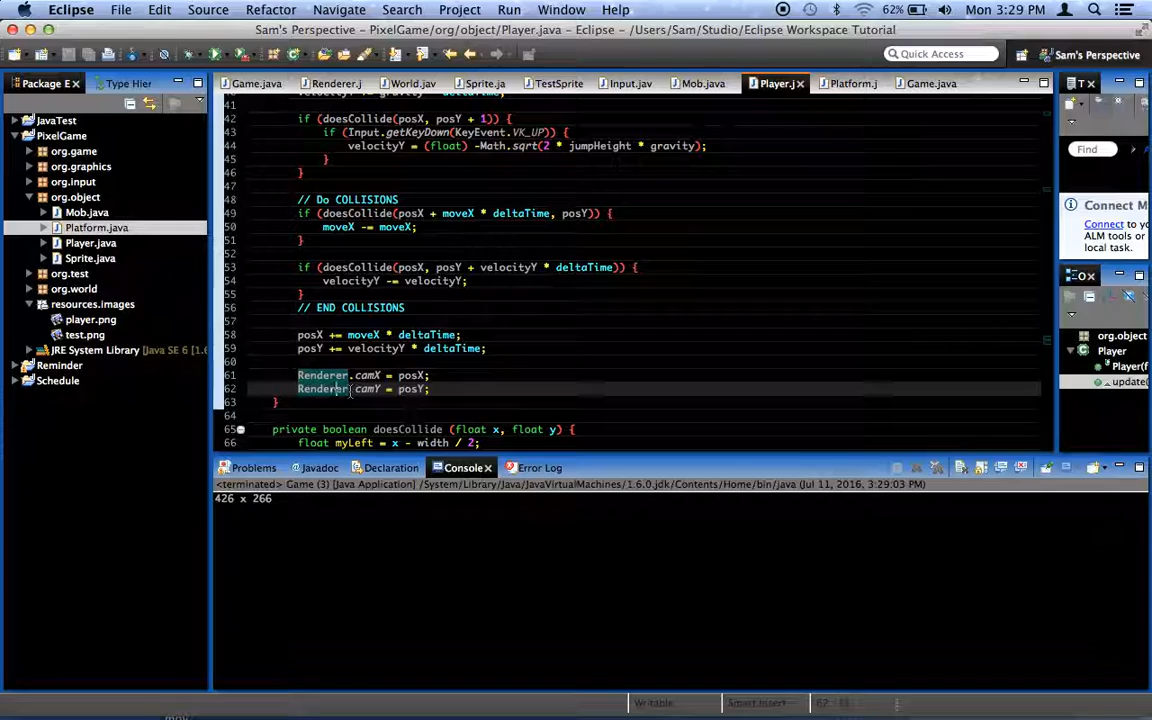 Eclipse File Edit Source Refactor Navigate Search Project Run Window Help 62% Mon 3:29 PM
Sam's Perspective - PixelGame/org/object/Player.java - Eclipse - /Users/Sam/Studio/Eclipse Workspace Tutorial
Quick Access Sam's Perspective
Package E Type Hier
Game.java Renderer.j World.jav Sprite.ja TestSprite Input.jav Mob.java Player.j Platform.j Game.java
JavaTest
PixelGame
org.game
org.graphics
org.input
org.object
Mob.java
Platform.java
Player.java
Sprite.java
org.test
org.world
resources.images
player.png
test.png
JRE System Library [Java SE 6 [1.6
Reminder
Schedule
41
42 if (doesCollide(posX, posY + 1)) {
43 if (Input.getKeyDown(KeyEvent.VK_UP)) {
44 velocityY = (float) -Math.sqrt(2 * jumpHeight * gravity);
45 }
46 }
47
48 // Do COLLISIONS
49 if (doesCollide(posX + moveX * deltaTime, posY)) {
50 moveX -= moveX;
51 }
52
53 if (doesCollide(posX, posY + velocityY * deltaTime)) {
54 velocityY -= velocityY;
55 }
56 // END COLLISIONS
57
58 posX += moveX * deltaTime;
59 posY += velocityY * deltaTime;
60
61 Renderer.camX = posX;
62 Renderer.camY = posY;
63 }
64
65 private boolean doesCollide (float x, float y) {
66 float myLeft = x - width / 2;
T
Find
Connect M
Connect to yo
ALM tools or
local task.
O
org.object
Player
Player(f
update(
Problems Javadoc Declaration Console Error Log
<terminated> Game (3) [Java Application] /System/Library/Java/JavaVirtualMachines/1.6.0.jdk/Contents/Home/bin/java (Jul 11, 2016, 3:29:03 PM)
426 x 266
Writable Smart Insert